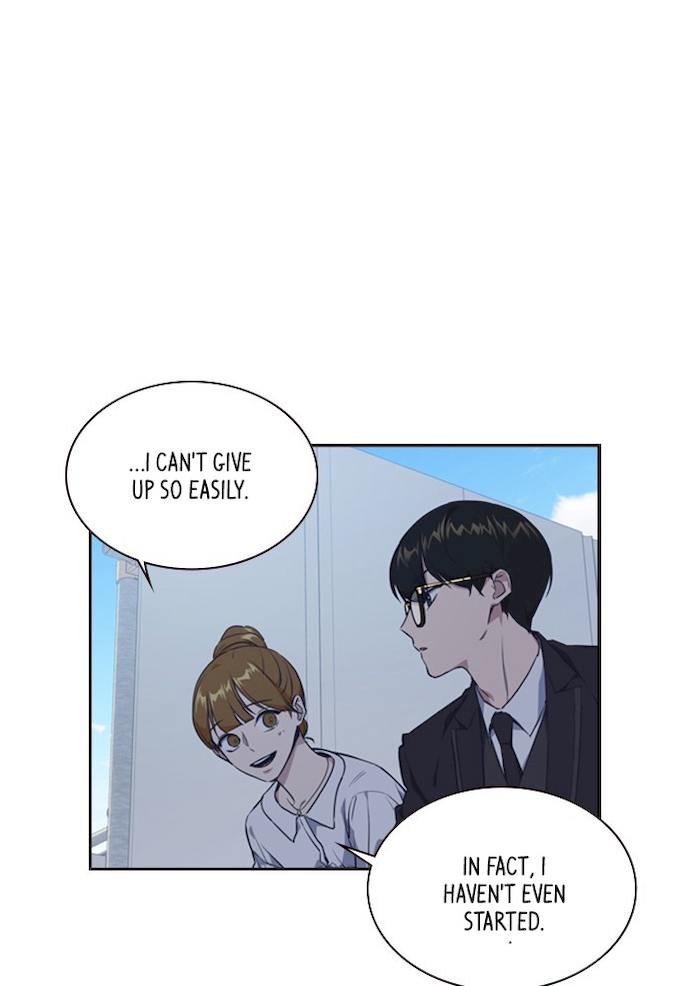 ...I CAN'T GIVE
UP SO EASILY.
IN FACT, I
HAVEN'T EVEN
STARTED.